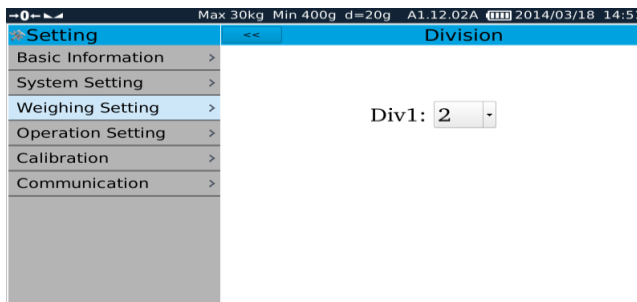 →0← Max 30kg Min 400g d=20g A1.12.02A 2014/03/18 14:5
Setting << Division
Basic Information >
System Setting >
Weighing Setting >
Operation Setting >
Calibration >
Communication >
Div1: 2